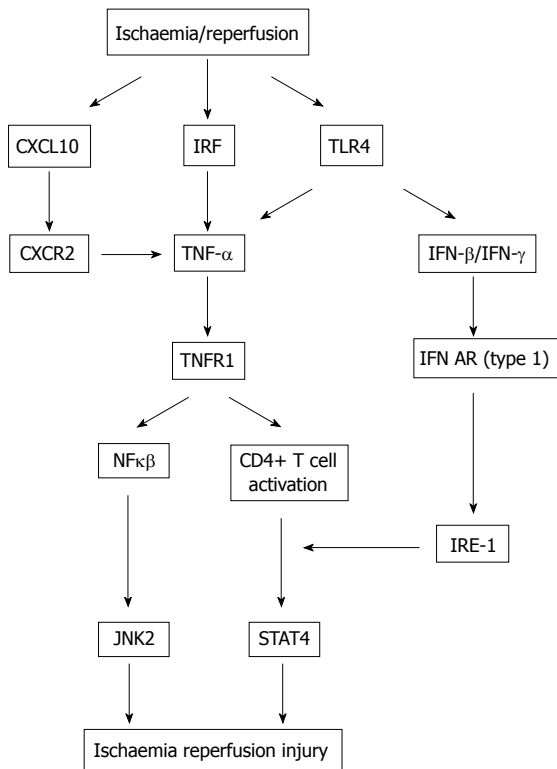 Ischaemia/reperfusion
CXCL10
IRF
TLR4
CXCR2
TNF-α
IFN-β/IFN-γ
TNFR1
IFN AR (type 1)
NFκβ
CD4+ T cell
activation
IRE-1
JNK2
STAT4
Ischaemia reperfusion injury